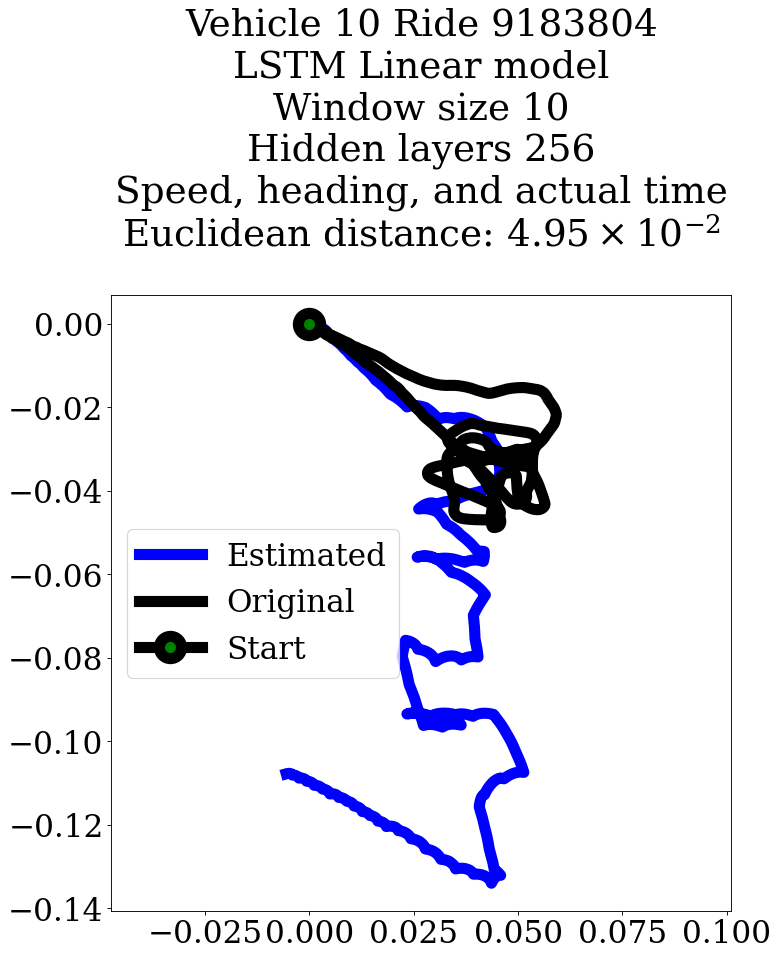 Vehicle 10 Ride 9183804
LSTM Linear model
Window size 10
Hidden layers 256
Speed, heading, and actual time
Euclidean distance: 4.95 × 10⁻²
0.00
−0.02
−0.04
−0.06
−0.08
−0.10
−0.12
−0.14
Estimated
Original
Start
−0.025 0.000 0.025 0.050 0.075 0.100